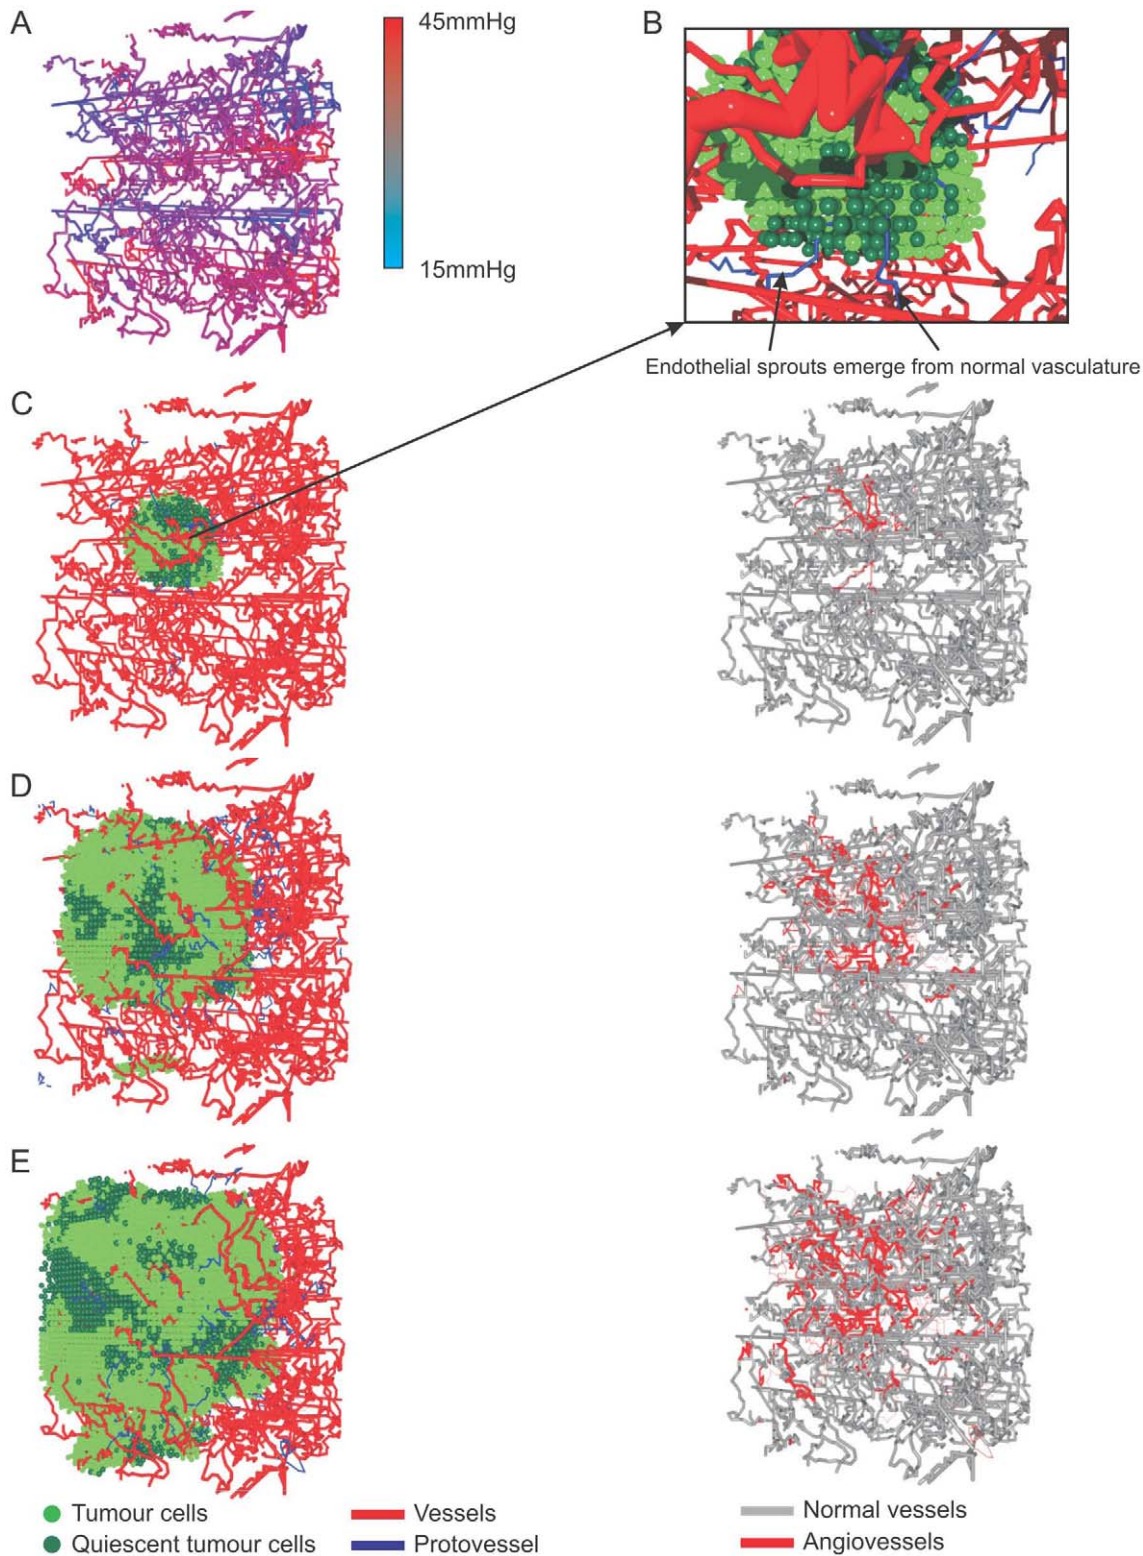 A
45mmHg
15mmHg
B
Endothelial sprouts emerge from normal vasculature
C
D
E
Tumour cells
Quiescent tumour cells
Vessels
Protovessel
Normal vessels
Angiovessels